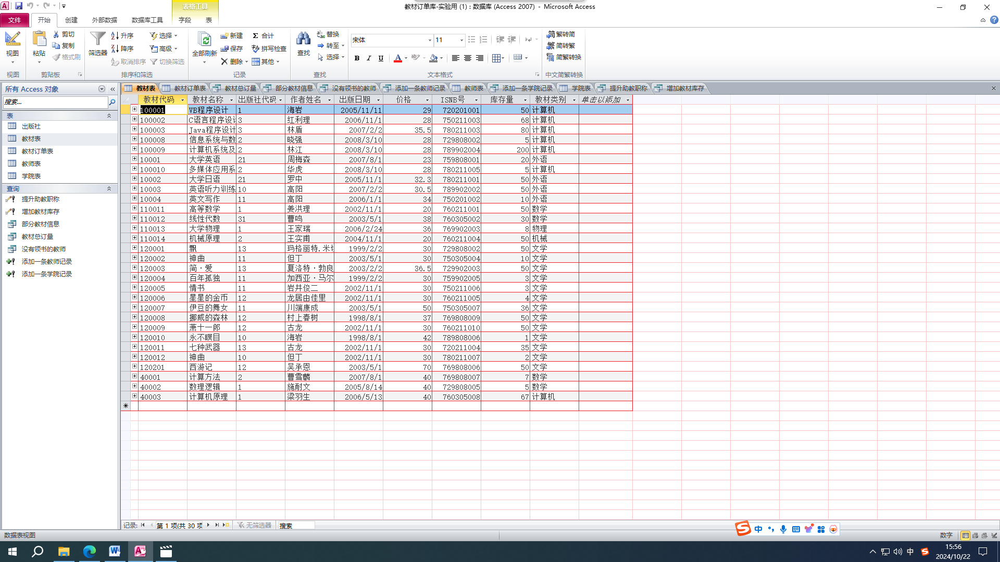 教材订单库-实验用 (1) : 数据库 (Access 2007) - Microsoft Access
表格工具
文件 开始 创建 外部数据 数据库工具 字段 表
视图 粘贴 剪切 复制 格式刷
筛选器 升序 降序 取消排序 选择 高级 切换筛选
全部刷新 新建 保存 删除 合计 拼写检查 其他
查找 替换 转至 选择
宋体 11
B I U A ab
繁转简 简转繁 简繁转换
视图 剪贴板 排序和筛选 记录 查找 文本格式 中文简繁转换
所有 Access 对象
搜索...
表
出版社
教材表
教材订单表
教师表
学院表
查询
提升助教职称
增加教材库存
部分教材信息
教材总订量
没有领书的教师
添加一条教师记录
添加一条学院记录
教材表 教材订单表 教材总订量 部分教材信息 没有领书的教师 添加一条教师记录 教师表 添加一条学院记录 学院表 提升助教职称 增加教材库存
教材代码 教材名称 出版社代码 作者姓名 出版日期 价格 ISNB号 库存量 教材类别 单击以添加
100001 VB程序设计 1 海岩 2005/11/11 29 720201001 50 计算机
100002 C语言程序设计 3 红利理 2006/11/1 28 750211003 68 计算机
100003 Java程序设计 3 林盾 2007/2/2 35.5 780211003 80 计算机
100008 信息系统与数 2 晓强 2008/3/10 28 729808002 5 计算机
100009 计算机系统及 2 林江 2008/3/10 28 789902004 200 计算机
10001 大学英语 21 周梅森 2007/8/1 23 759808001 20 外语
100010 多媒体应用系 2 华虎 2008/3/10 28 780211005 5 计算机
10002 大学日语 21 罗中 2005/11/1 32.3 780211001 50 外语
10003 英语听力训练 10 高阳 2007/2/2 30.5 789902002 50 外语
10004 英文写作 11 高阳 2006/1/1 34 750201002 10 外语
110011 高等数学 1 姜洪理 2002/11/1 20 760211001 50 数学
110012 线性代数 31 曹鸣 2003/5/1 38 760305002 30 数学
110013 大学物理 1 王家瑞 2006/2/24 36 769902003 8 物理
110014 机械原理 2 王实甫 2004/11/1 20 760211004 50 机械
120001 飘 13 玛格丽特.米 1999/2/2 30 729808002 50 文学
120002 神曲 11 但丁 2003/5/1 30 750305004 10 文学
120003 简·爱 13 夏洛特·勃良 2003/2/2 36.5 729902003 50 文学
120004 百年孤独 11 加西亚·马尔 1999/2/2 30 759902005 3 文学
120005 情书 11 岩井俊二 2002/11/1 30 750211006 3 文学
120006 星星的金币 12 龙居由佳里 2002/11/1 30 760211005 4 文学
120007 伊豆的舞女 11 川端康成 2003/5/1 50 750305007 36 文学
120008 挪威的森林 12 村上春树 1998/8/1 37 769808009 50 文学
120009 萧十一郎 12 古龙 2002/11/1 30 760211010 50 文学
120010 永不瞑目 10 海岩 1998/8/1 42 789808006 1 文学
120011 七种武器 13 古龙 2002/11/1 30 720211004 35 文学
120012 神曲 10 但丁 2002/11/1 30 780211007 2 文学
120201 西游记 12 吴承恩 2003/5/1 70 769808006 50 文学
40001 计算方法 2 曹雪麟 2007/8/1 40 769808007 7 数学
40002 数理逻辑 1 施耐文 2005/8/14 40 729808005 5 数学
40003 计算机原理 1 梁羽生 2006/5/13 40 760305008 67 计算机
记录: 第 1 项(共 30 项 无筛选器 搜索
中
数据表视图 数字
中 15:56
2024/10/22